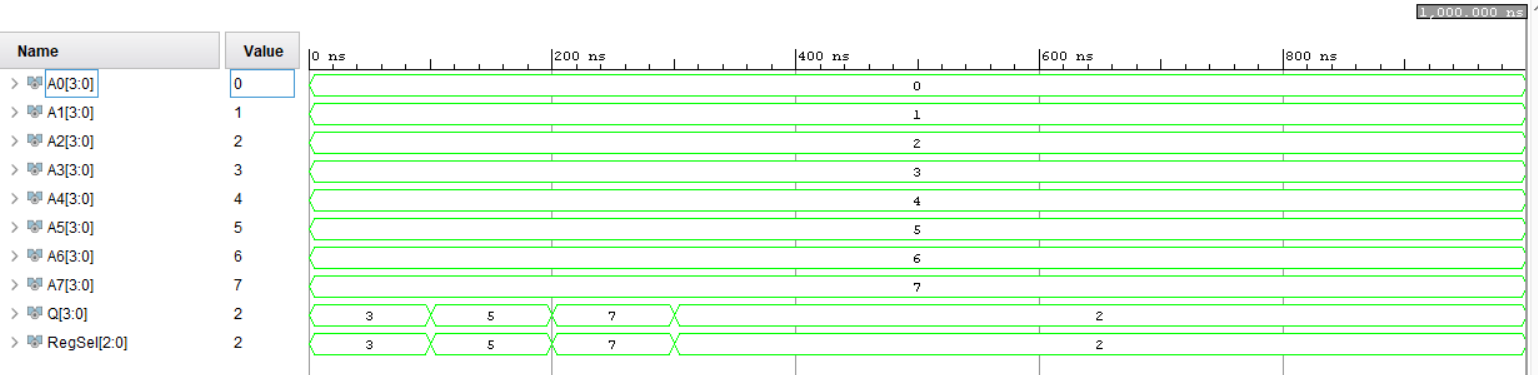 1,000.000 ns
Name Value 0 ns 200 ns 400 ns 600 ns 800 ns
A0[3:0] 0 0
A1[3:0] 1 1
A2[3:0] 2 2
A3[3:0] 3 3
A4[3:0] 4 4
A5[3:0] 5 5
A6[3:0] 6 6
A7[3:0] 7 7
Q[3:0] 2 3 5 7 2
RegSel[2:0] 2 3 5 7 2